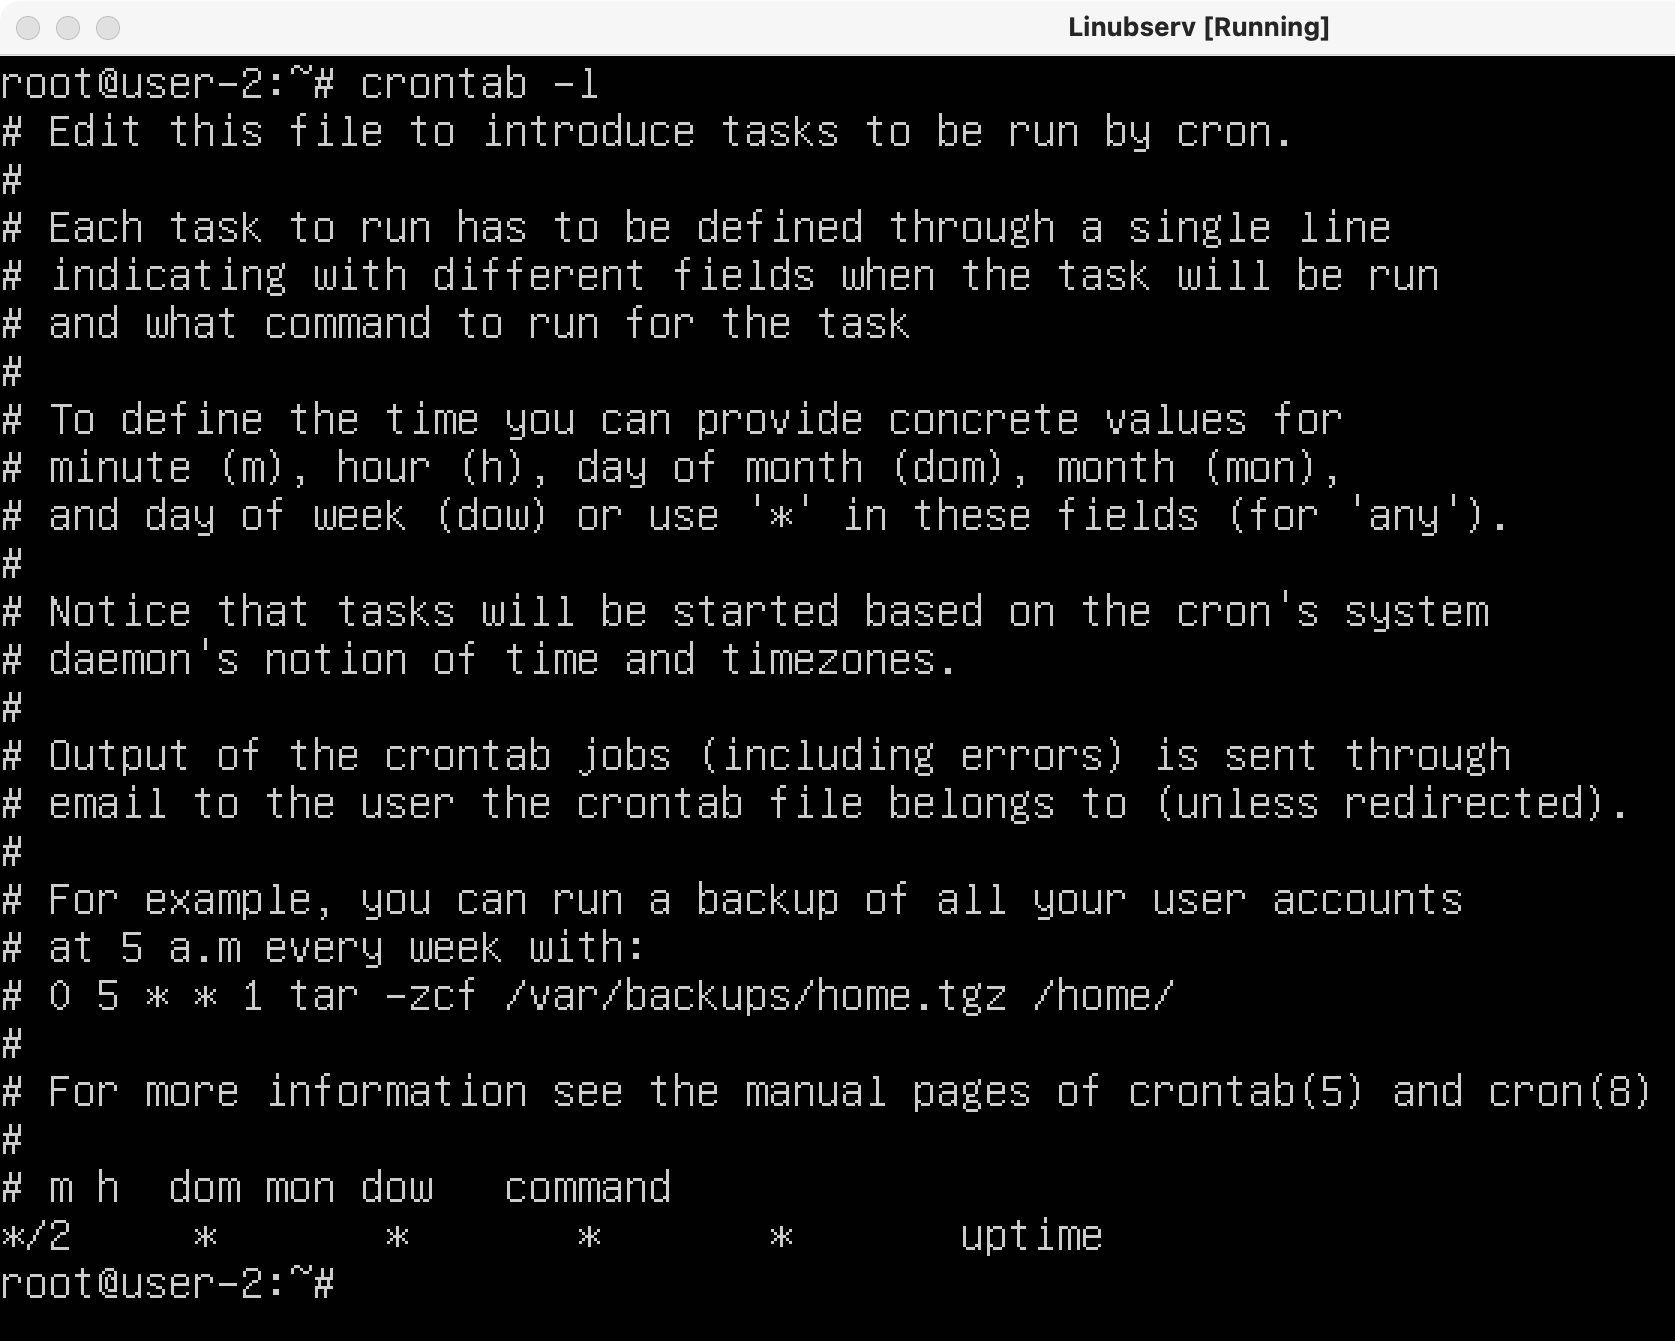 Linubserv [Running]
root@user-2:~# crontab -l
# Edit this file to introduce tasks to be run by cron.
#
# Each task to run has to be defined through a single line
# indicating with different fields when the task will be run
# and what command to run for the task
#
# To define the time you can provide concrete values for
# minute (m), hour (h), day of month (dom), month (mon),
# and day of week (dow) or use '*' in these fields (for 'any').
#
# Notice that tasks will be started based on the cron's system
# daemon's notion of time and timezones.
#
# Output of the crontab jobs (including errors) is sent through
# email to the user the crontab file belongs to (unless redirected).
#
# For example, you can run a backup of all your user accounts
# at 5 a.m every week with:
# 0 5 * * 1 tar -zcf /var/backups/home.tgz /home/
#
# For more information see the manual pages of crontab(5) and cron(8)
#
# m h  dom mon dow   command
*/2     *       *       *       *       uptime
root@user-2:~#